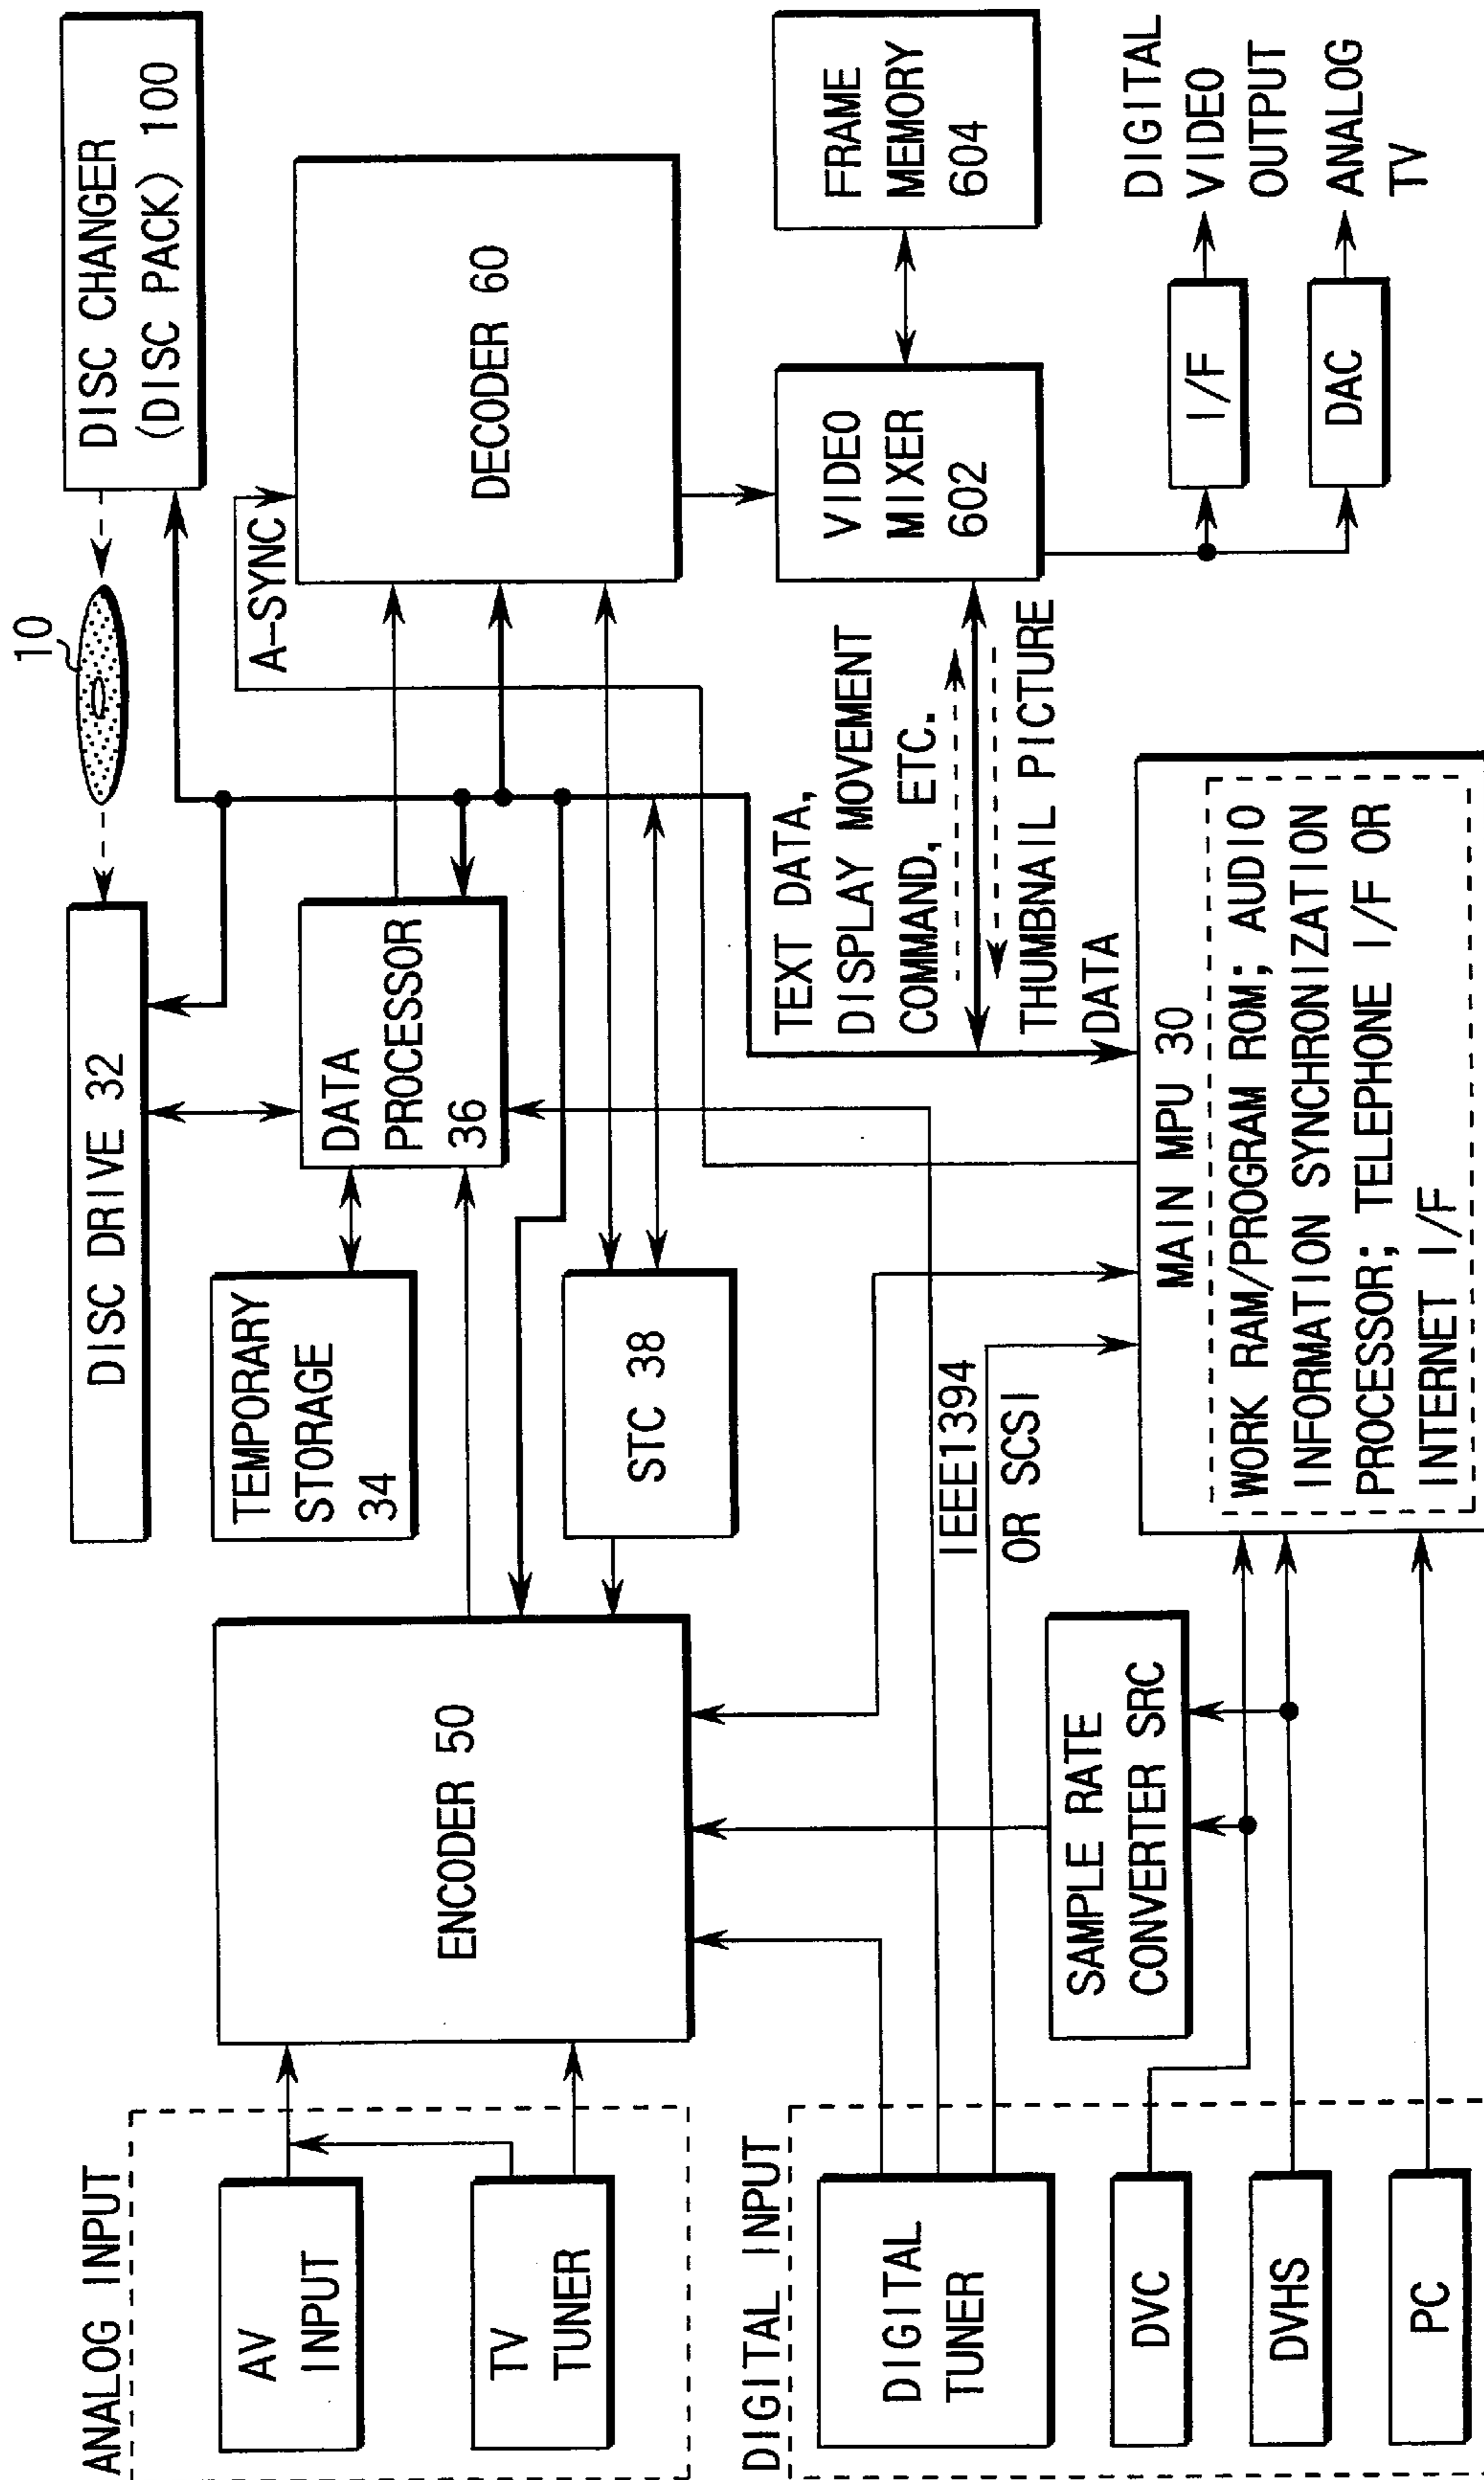 ANALOG INPUT
AV
INPUT
TV
TUNER
DIGITAL INPUT
DIGITAL
TUNER
DVC
DVHS
PC
ENCODER 50
SAMPLE RATE
CONVERTER SRC
DISC DRIVE 32
TEMPORARY
STORAGE
34
STC 38
IEEE1394
OR SCSI
DATA
PROCESSOR
36
MAIN MPU 30
WORK RAM/PROGRAM ROM; AUDIO
INFORMATION SYNCHRONIZATION
PROCESSOR; TELEPHONE I/F OR
INTERNET I/F
10
A-SYNC
TEXT DATA,
DISPLAY MOVEMENT
COMMAND, ETC.
THUMBNAIL PICTURE
DATA
DISC CHANGER
(DISC PACK) 100
DECODER 60
VIDEO
MIXER
602
FRAME
MEMORY
604
I/F
DAC
DIGITAL
VIDEO
OUTPUT
ANALOG
TV